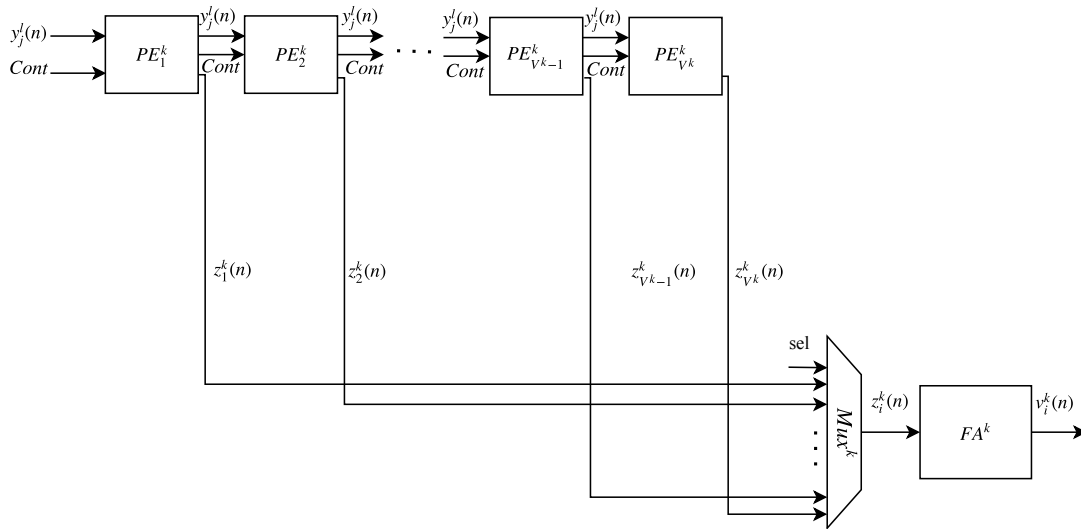 y_j^l(n) y_j^l(n) y_j^l(n) y_j^l(n) y_j^l(n)
PE_1^k PE_2^k . . . PE_{V^k-1}^k PE_{V^k}^k
Cont Cont Cont Cont Cont
z_1^k(n) z_2^k(n) z_{V^k-1}^k(n) z_{V^k}^k(n)
sel
Mux^k
z_i^k(n)
FA^k
v_i^k(n)